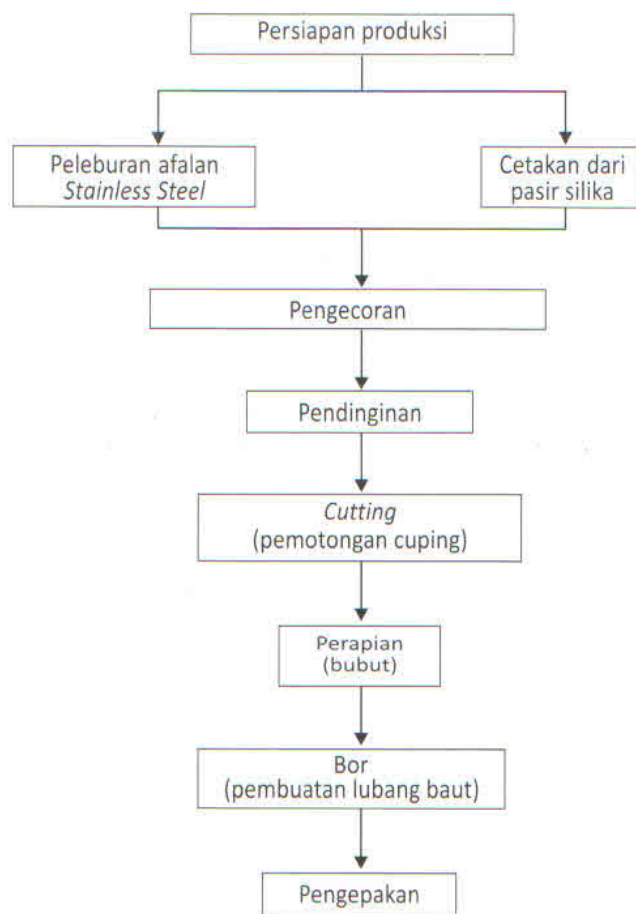 Persiapan produksi
Peleburan afalan
Stainless Steel
Cetakan dari
pasir silika
Pengecoran
Pendinginan
Cutting
(pemotongan cuping)
Perapian
(bubut)
Bor
(pembuatan lubang baut)
Pengepakan